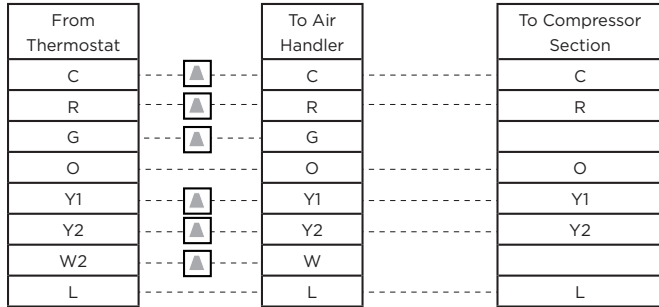 From Thermostat
To Air Handler
To Compressor Section
C C C
R R R
G G
O O O
Y1 Y1 Y1
Y2 Y2 Y2
W2 W
L L L